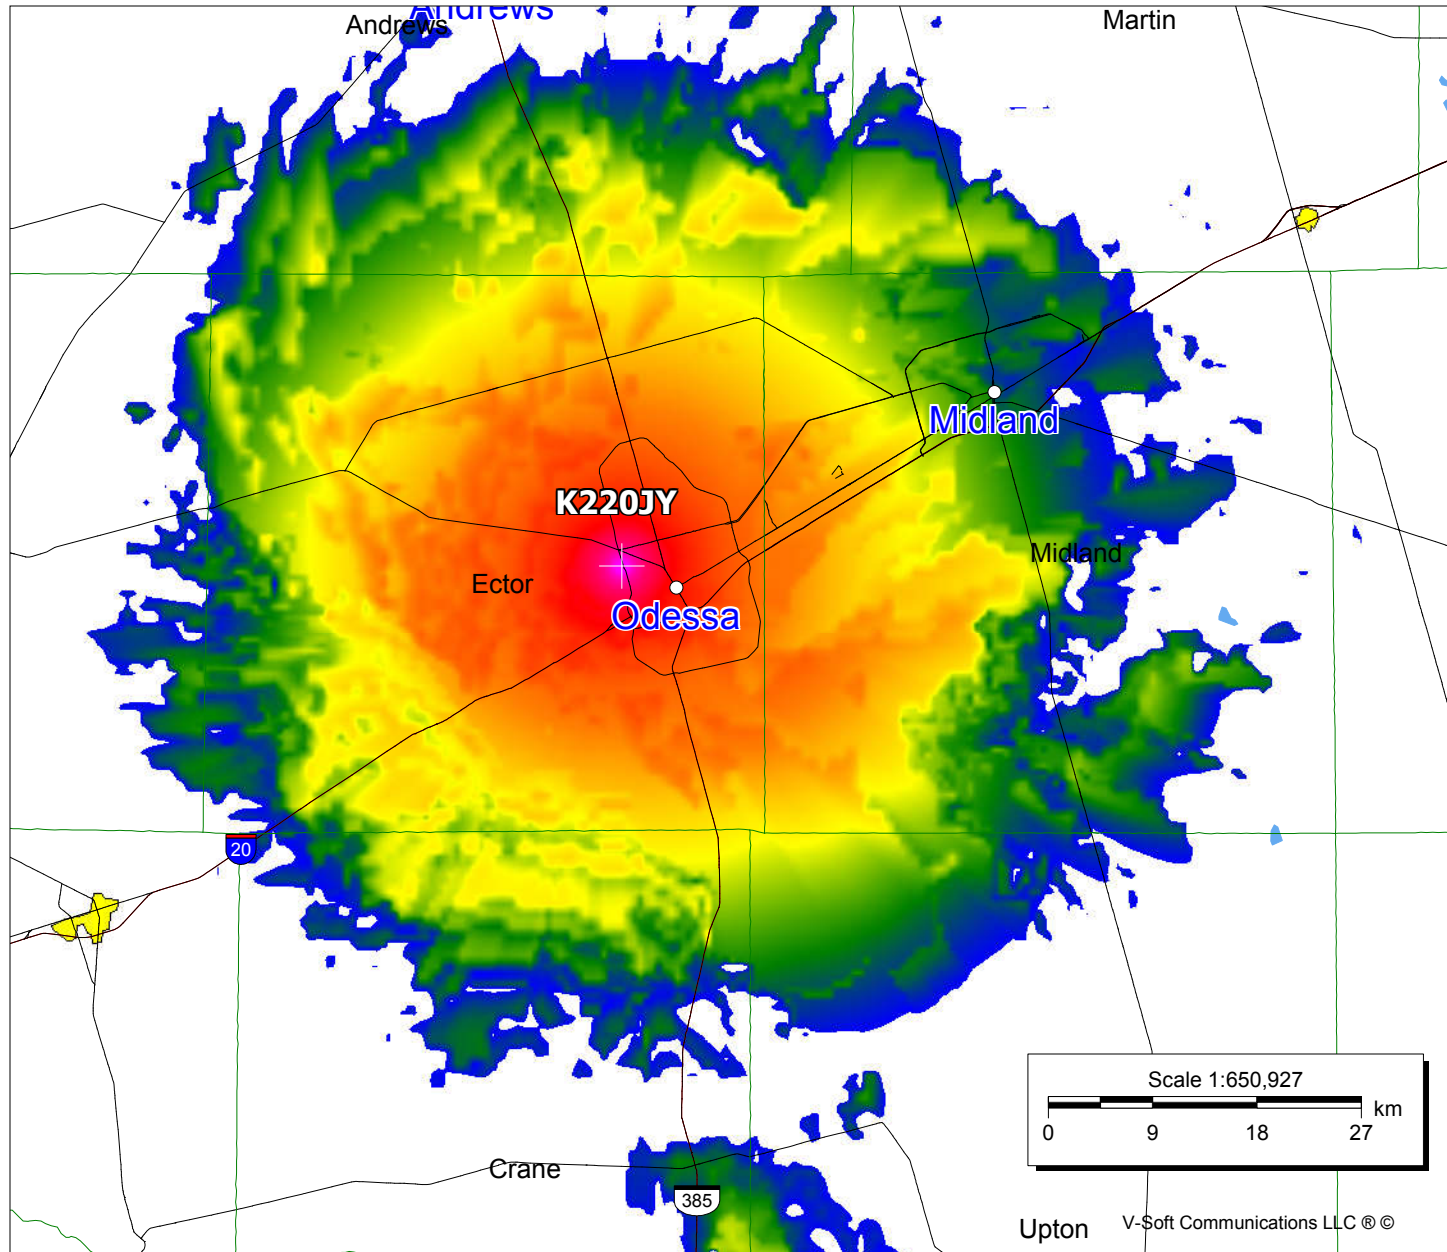 Andrews
Andrews
Martin
Midland
K220JY
Midland
Ector
Odessa
20
Scale 1:650,927
km
0 9 18 27
Crane
385
Upton
V-Soft Communications LLC ® ©